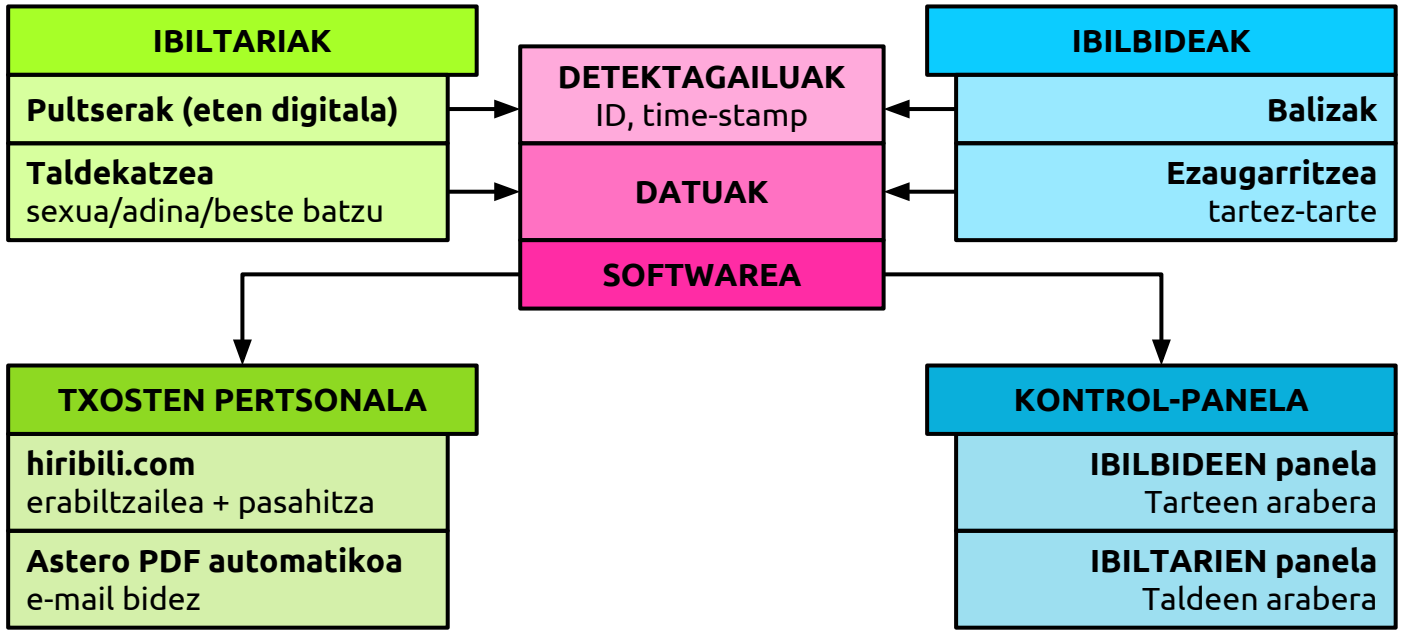 IBILTARIAK
Pultserak (eten digitala)
Taldekatzea
sexua/adina/beste batzu
DETEKTAGAILUAK
ID, time-stamp
DATUAK
SOFTWAREA
IBILBIDEAK
Balizak
Ezaugarritzea
tartez-tarte
TXOSTEN PERTSONALA
hiribili.com
erabiltzailea + pasahitza
Astero PDF automatikoa
e-mail bidez
KONTROL-PANELA
IBILBIDEEN panela
Tarteen arabera
IBILTARIEN panela
Taldeen arabera